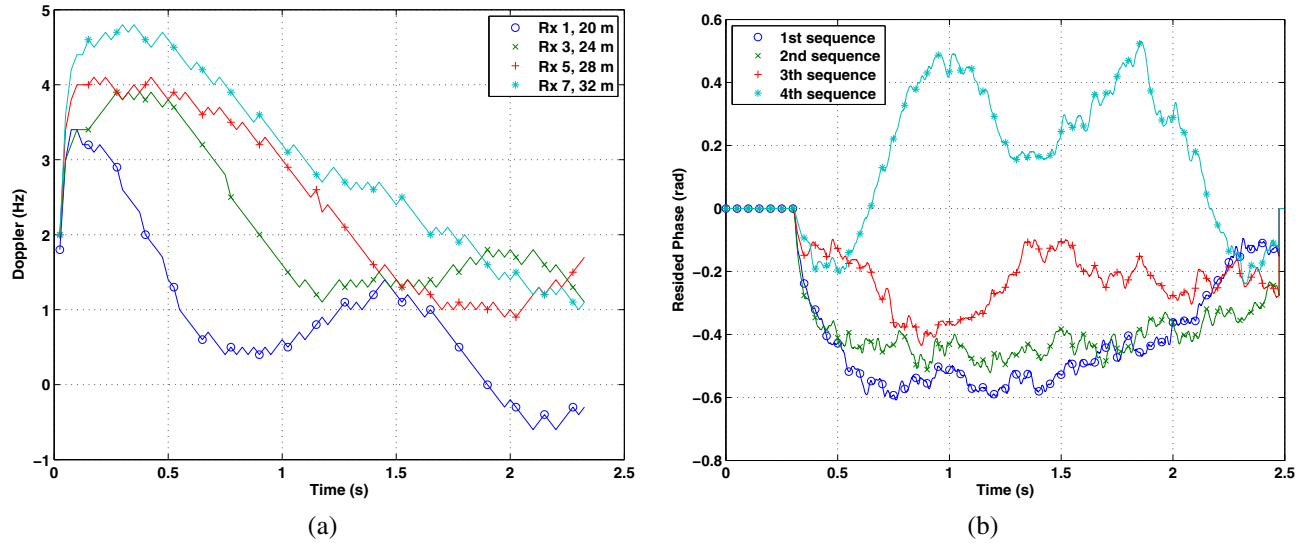 5
4
3
2
1
0
−1
Doppler (Hz)
0
0.5
1
1.5
2
2.5
Time (s)
Rx 1, 20 m
Rx 3, 24 m
Rx 5, 28 m
Rx 7, 32 m
(a)
0.6
0.4
0.2
0
−0.2
−0.4
−0.6
−0.8
Resided Phase (rad)
0
0.5
1
1.5
2
2.5
Time (s)
1st sequence
2nd sequence
3th sequence
4th sequence
(b)